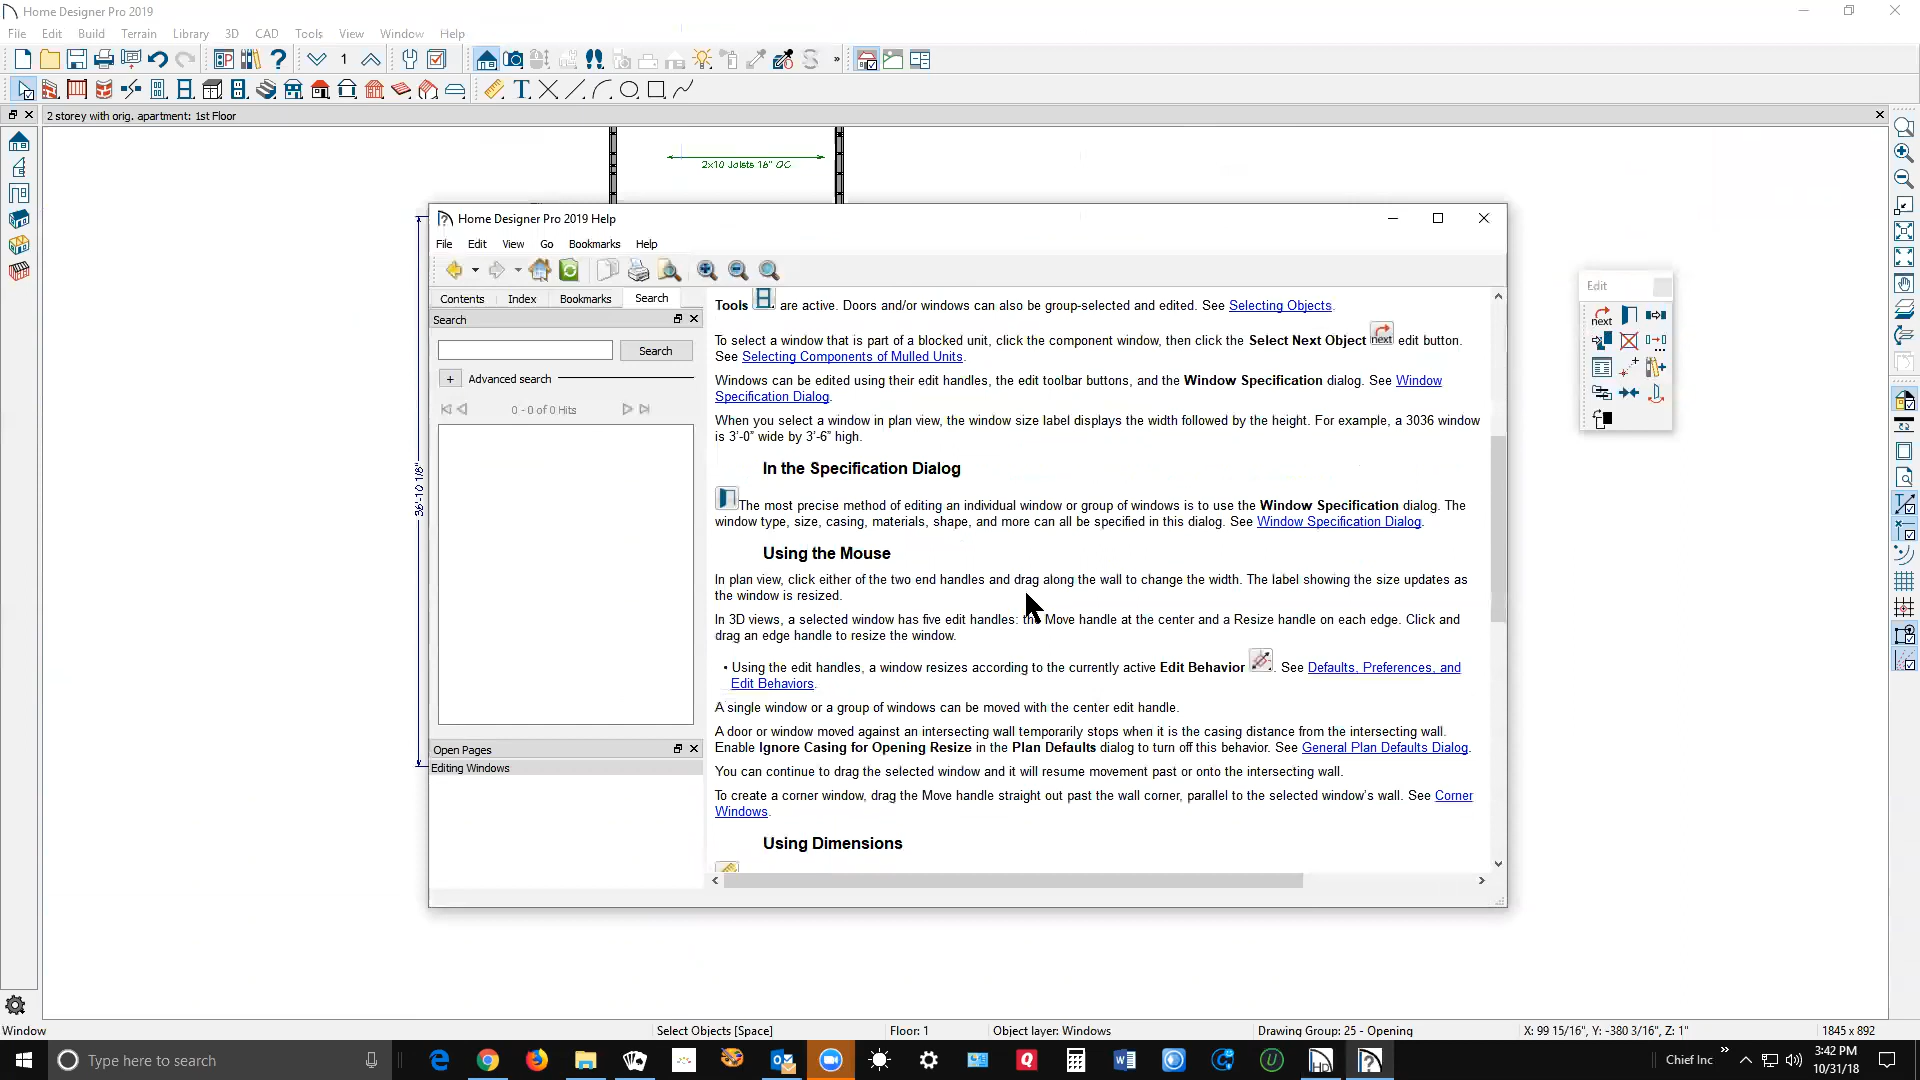 Home Designer Pro 2019
File Edit Build Terrain Library 3D CAD Tools View Window Help
1
2 storey with orig. apartment: 1st Floor
2x10 Joists 16" OC
36'-10 1/8"
Home Designer Pro 2019 Help
File Edit View Go Bookmarks Help
Contents Index Bookmarks Search
Search
Search
+ Advanced search
0 - 0 of 0 Hits
Open Pages
Editing Windows
Tools are active. Doors and/or windows can also be group-selected and edited. See Selecting Objects.
To select a window that is part of a blocked unit, click the component window, then click the Select Next Object next edit button.
See Selecting Components of Mulled Units.
Windows can be edited using their edit handles, the edit toolbar buttons, and the Window Specification dialog. See Window
Specification Dialog.
When you select a window in plan view, the window size label displays the width followed by the height. For example, a 3036 window
is 3'-0" wide by 3'-6" high.
In the Specification Dialog
The most precise method of editing an individual window or group of windows is to use the Window Specification dialog. The
window type, size, casing, materials, shape, and more can all be specified in this dialog. See Window Specification Dialog.
Using the Mouse
In plan view, click either of the two end handles and drag along the wall to change the width. The label showing the size updates as
the window is resized.
In 3D views, a selected window has five edit handles: the Move handle at the center and a Resize handle on each edge. Click and
drag an edge handle to resize the window.
• Using the edit handles, a window resizes according to the currently active Edit Behavior . See Defaults, Preferences, and
Edit Behaviors.
A single window or a group of windows can be moved with the center edit handle.
A door or window moved against an intersecting wall temporarily stops when it is the casing distance from the intersecting wall.
Enable Ignore Casing for Opening Resize in the Plan Defaults dialog to turn off this behavior. See General Plan Defaults Dialog.
You can continue to drag the selected window and it will resume movement past or onto the intersecting wall.
To create a corner window, drag the Move handle straight out past the wall corner, parallel to the selected window's wall. See Corner
Windows.
Using Dimensions
Edit
next
Window
Select Objects [Space]
Floor: 1
Object layer: Windows
Drawing Group: 25 - Opening
X: 99 15/16", Y: -380 3/16", Z: 1"
1845 x 892
Type here to search
Chief Inc
3:42 PM
10/31/18